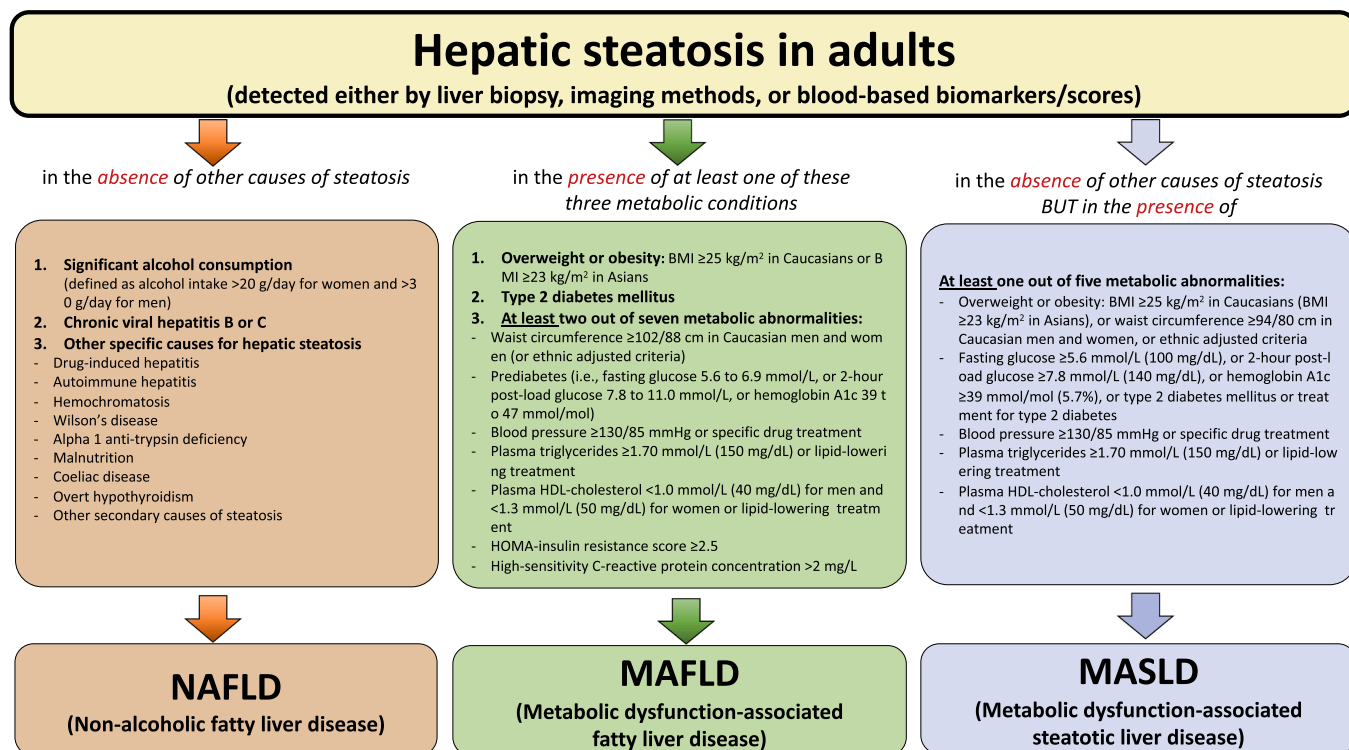 Hepatic steatosis in adults
(detected either by liver biopsy, imaging methods, or blood-based biomarkers/scores)
in the absence of other causes of steatosis
1. Significant alcohol consumption
(defined as alcohol intake >20 g/day for women and >3
0 g/day for men)
2. Chronic viral hepatitis B or C
3. Other specific causes for hepatic steatosis
- Drug-induced hepatitis
- Autoimmune hepatitis
- Hemochromatosis
- Wilson’s disease
- Alpha 1 anti-trypsin deficiency
- Malnutrition
- Coeliac disease
- Overt hypothyroidism
- Other secondary causes of steatosis
NAFLD
(Non-alcoholic fatty liver disease)
in the presence of at least one of these
three metabolic conditions
1. Overweight or obesity: BMI ≥25 kg/m² in Caucasians or B
MI ≥23 kg/m² in Asians
2. Type 2 diabetes mellitus
3. At least two out of seven metabolic abnormalities:
- Waist circumference ≥102/88 cm in Caucasian men and wom
en (or ethnic adjusted criteria)
- Prediabetes (i.e., fasting glucose 5.6 to 6.9 mmol/L, or 2-hour
post-load glucose 7.8 to 11.0 mmol/L, or hemoglobin A1c 39 t
o 47 mmol/mol)
- Blood pressure ≥130/85 mmHg or specific drug treatment
- Plasma triglycerides ≥1.70 mmol/L (150 mg/dL) or lipid-loweri
ng treatment
- Plasma HDL-cholesterol <1.0 mmol/L (40 mg/dL) for men and
<1.3 mmol/L (50 mg/dL) for women or lipid-lowering treatm
ent
- HOMA-insulin resistance score ≥2.5
- High-sensitivity C-reactive protein concentration >2 mg/L
MAFLD
(Metabolic dysfunction-associated
fatty liver disease)
in the absence of other causes of steatosis
BUT in the presence of
At least one out of five metabolic abnormalities:
- Overweight or obesity: BMI ≥25 kg/m² in Caucasians (BMI
≥23 kg/m² in Asians), or waist circumference ≥94/80 cm in
Caucasian men and women, or ethnic adjusted criteria
- Fasting glucose ≥5.6 mmol/L (100 mg/dL), or 2-hour post-l
oad glucose ≥7.8 mmol/L (140 mg/dL), or hemoglobin A1c
≥39 mmol/mol (5.7%), or type 2 diabetes mellitus or treat
ment for type 2 diabetes
- Blood pressure ≥130/85 mmHg or specific drug treatment
- Plasma triglycerides ≥1.70 mmol/L (150 mg/dL) or lipid-low
ering treatment
- Plasma HDL-cholesterol <1.0 mmol/L (40 mg/dL) for men a
nd <1.3 mmol/L (50 mg/dL) for women or lipid-lowering tr
eatment
MASLD
(Metabolic dysfunction-associated
steatotic liver disease)